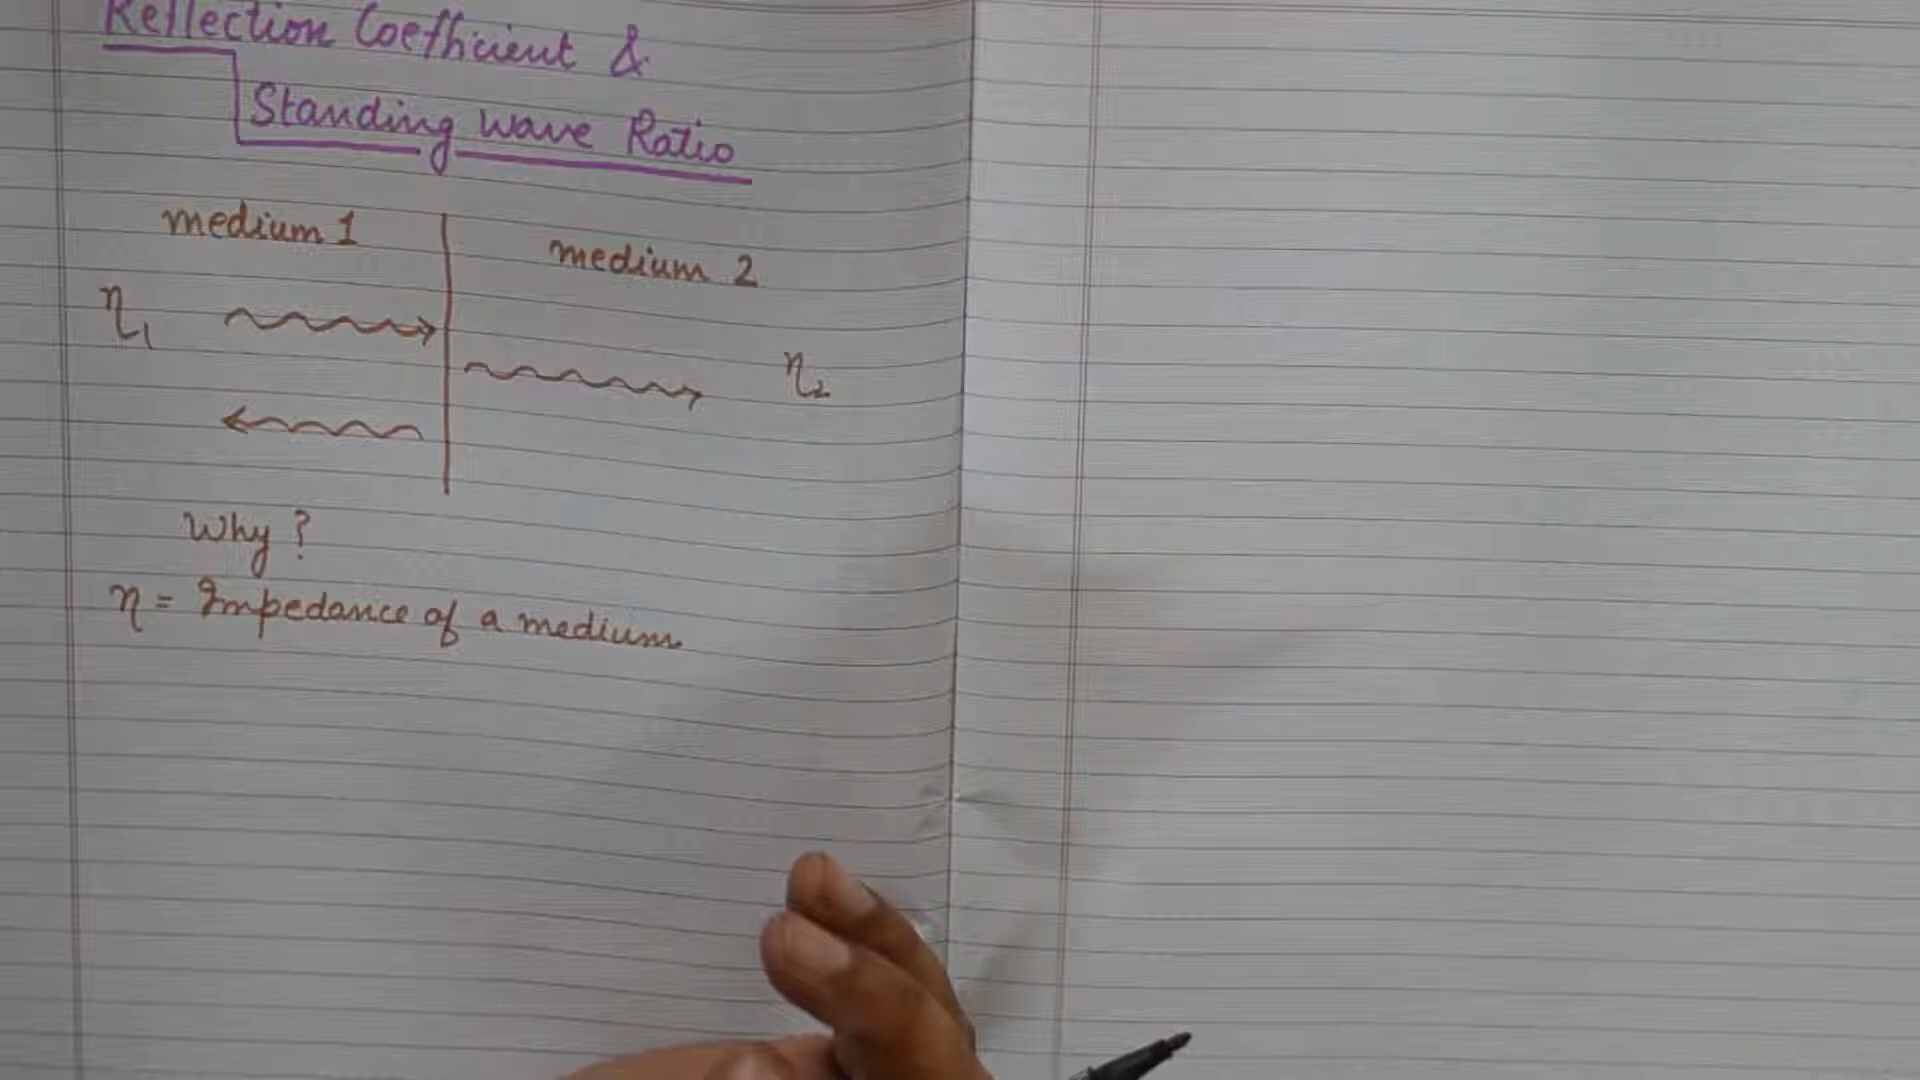 Reflection Coefficient &
Standing Wave Ratio
medium 1
medium 2
η₁
η₂
Why?
η = Impedance of a medium.